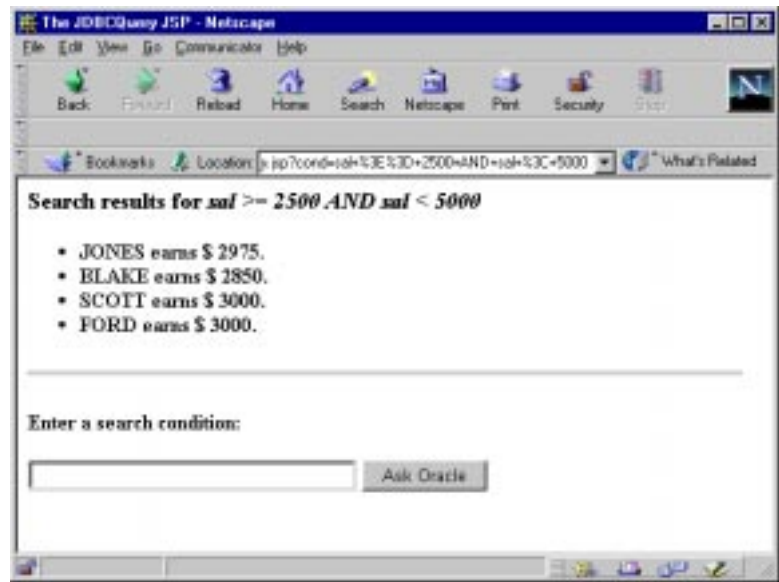 The JDBCQuery JSP - Netscape
File Edit View Go Communicator Help
Back Forward Reload Home Search Netscape Print Security Stop
N
Bookmarks Location: jsp?cond=sal+%3E%3D+2500+AND+sal+%3C+5000 What's Related
Search results for sal >= 2500 AND sal < 5000
• JONES earns $ 2975.
• BLAKE earns $ 2850.
• SCOTT earns $ 3000.
• FORD earns $ 3000.
Enter a search condition:
Ask Oracle